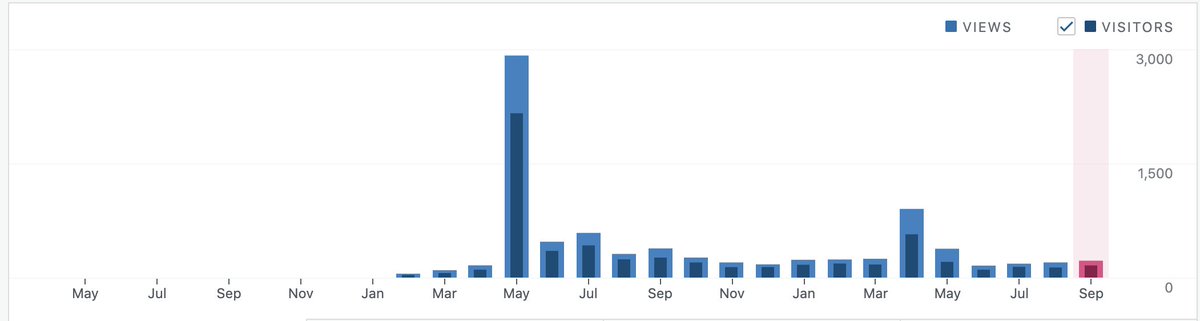 VIEWS VISITORS
3,000
1,500
0
May Jul Sep Nov Jan Mar May Jul Sep Nov Jan Mar May Jul Sep